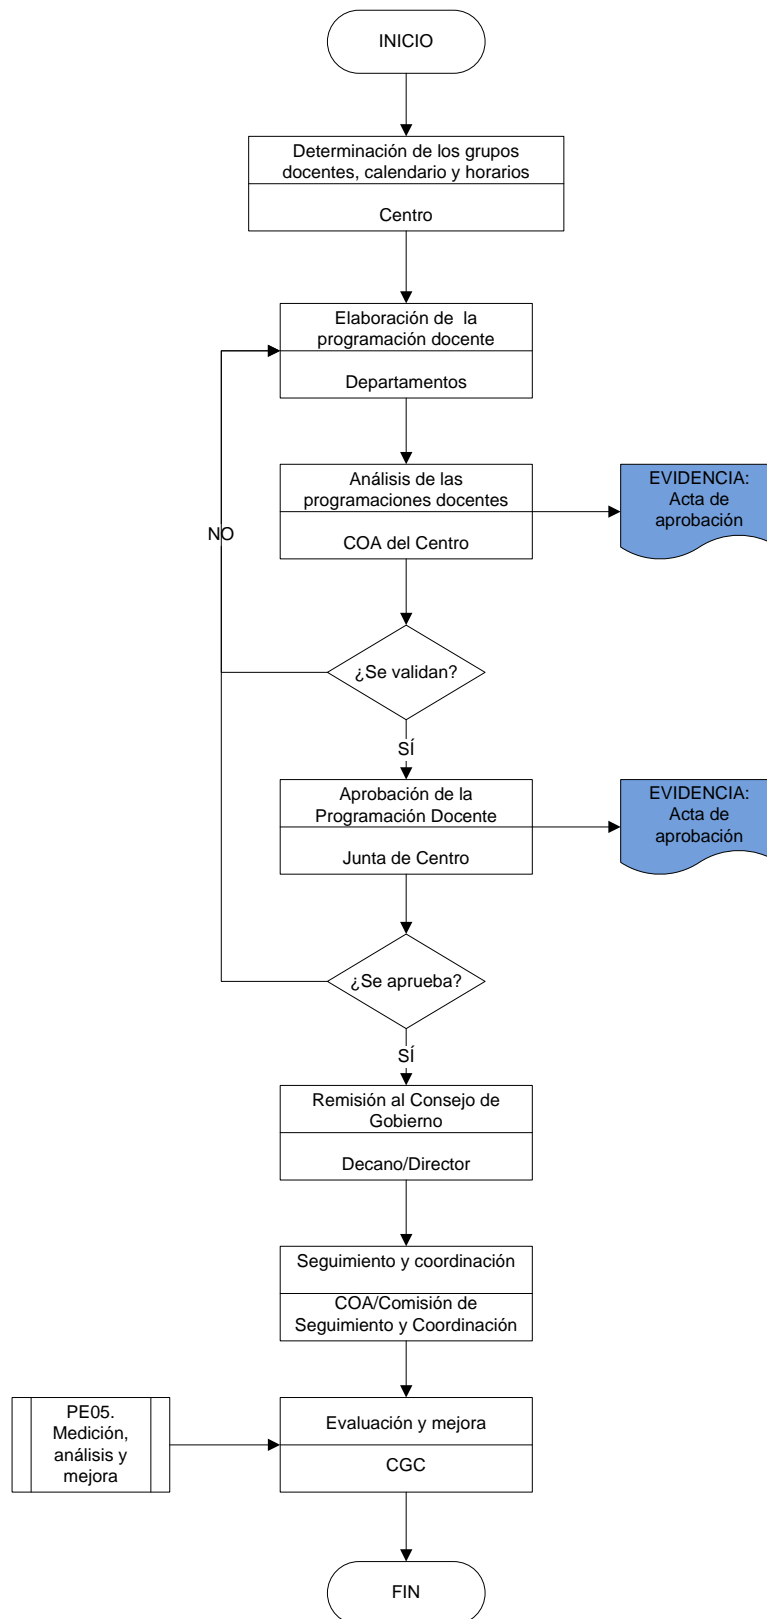 INICIO
Determinación de los grupos
docentes, calendario y horarios
Centro
Elaboración de  la
programación docente
Departamentos
Análisis de las
programaciones docentes
COA del Centro
EVIDENCIA:
Acta de
aprobación
NO
¿Se validan?
SÍ
Aprobación de la
Programación Docente
Junta de Centro
EVIDENCIA:
Acta de
aprobación
¿Se aprueba?
SÍ
Remisión al Consejo de
Gobierno
Decano/Director
Seguimiento y coordinación
COA/Comisión de
Seguimiento y Coordinación
PE05.
Medición,
análisis y
mejora
Evaluación y mejora
CGC
FIN